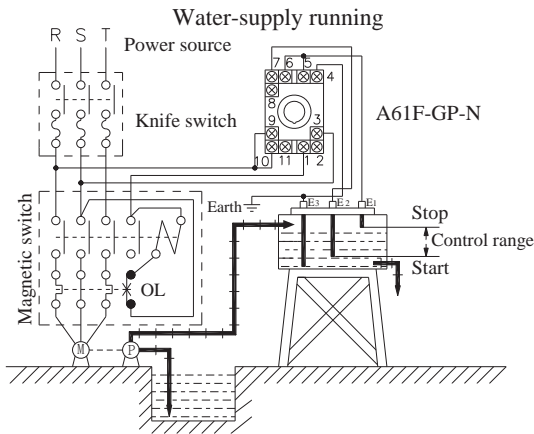 Water-supply running
R S T
Power source
7 6 5 4
8
A61F-GP-N
Knife switch
9 3
10 11 1 2
Magnetic switch
Earth
E3 E2 E1
Stop
Control range
Start
OL
M P